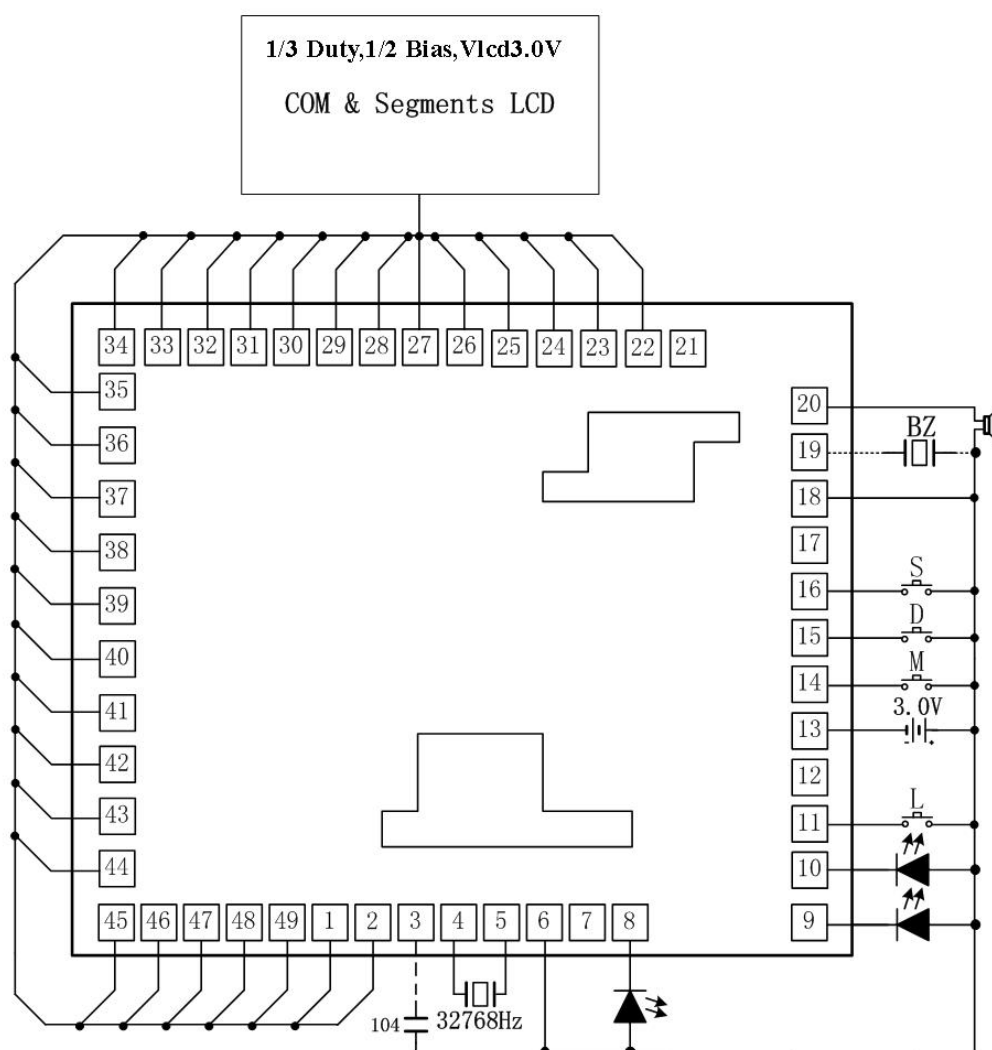 1/3 Duty,1/2 Bias,Vlcd3.0V
COM & Segments LCD
34 33 32 31 30 29 28 27 26 25 24 23 22 21
35
36
37
38
39
40
41
42
43
44
20
19 BZ
18
17
16 S
15 D
14 M
13 3.0V
- +
12
11 L
10
9
45 46 47 48 49 1 2 3 4 5 6 7 8
104 32768Hz